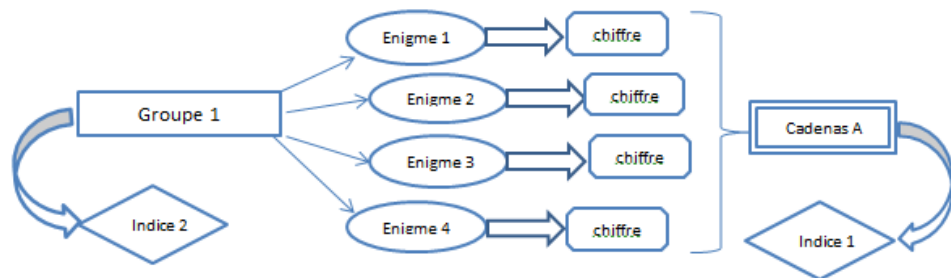 Enigme 1
chiffre
Enigme 2
chiffre
Groupe 1
Cadenas A
Enigme 3
chiffre
Indice 2
Enigme 4
chiffre
Indice 1